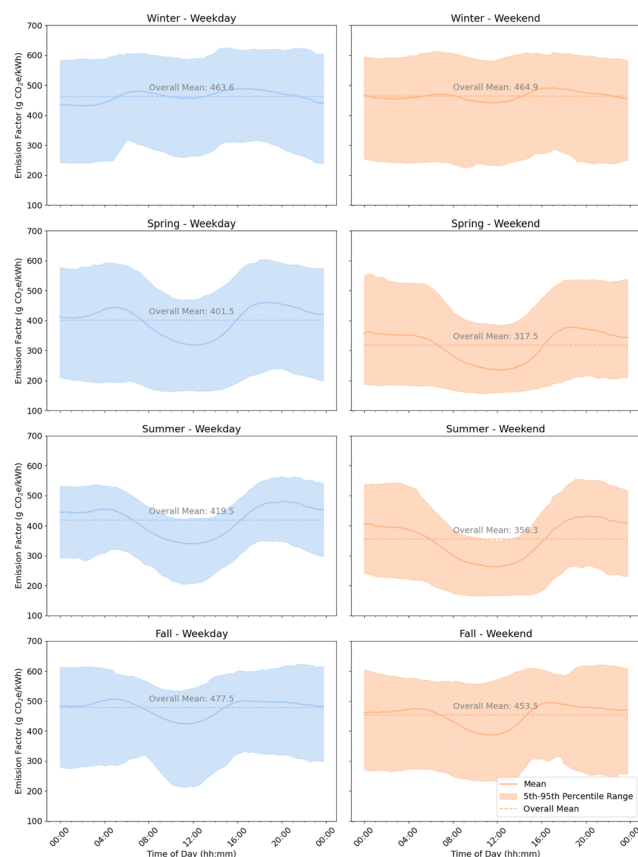 Winter - Weekday
Winter - Weekend
Emission Factor (g CO₂e/kWh)
700
600
500
400
300
200
100
Overall Mean: 463.6
Overall Mean: 464.9
Spring - Weekday
Spring - Weekend
Emission Factor (g CO₂e/kWh)
700
600
500
400
300
200
100
Overall Mean: 401.5
Overall Mean: 317.5
Summer - Weekday
Summer - Weekend
Emission Factor (g CO₂e/kWh)
700
600
500
400
300
200
100
Overall Mean: 419.5
Overall Mean: 356.3
Fall - Weekday
Fall - Weekend
Emission Factor (g CO₂e/kWh)
700
600
500
400
300
200
100
Overall Mean: 477.5
Overall Mean: 453.5
Mean
5th-95th Percentile Range
Overall Mean
00:00 04:00 08:00 12:00 16:00 20:00 00:00
00:00 04:00 08:00 12:00 16:00 20:00 00:00
Time of Day (hh:mm)
Time of Day (hh:mm)